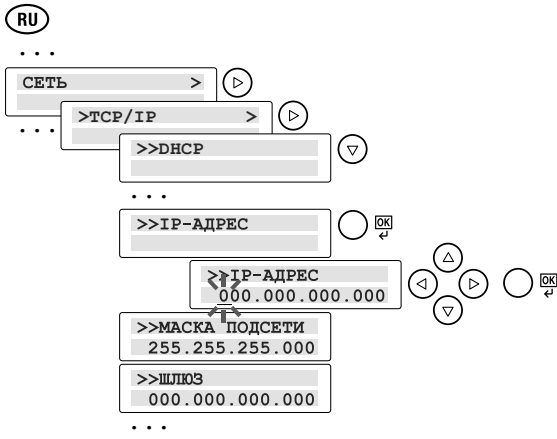 RU
...
СЕТЬ >
...
>TCP/IP >
>>DHCP
...
>>IP-АДРЕС
OK
>>IP-АДРЕС
000.000.000.000
OK
>>МАСКА ПОДСЕТИ
255.255.255.000
>>ШЛЮЗ
000.000.000.000
...